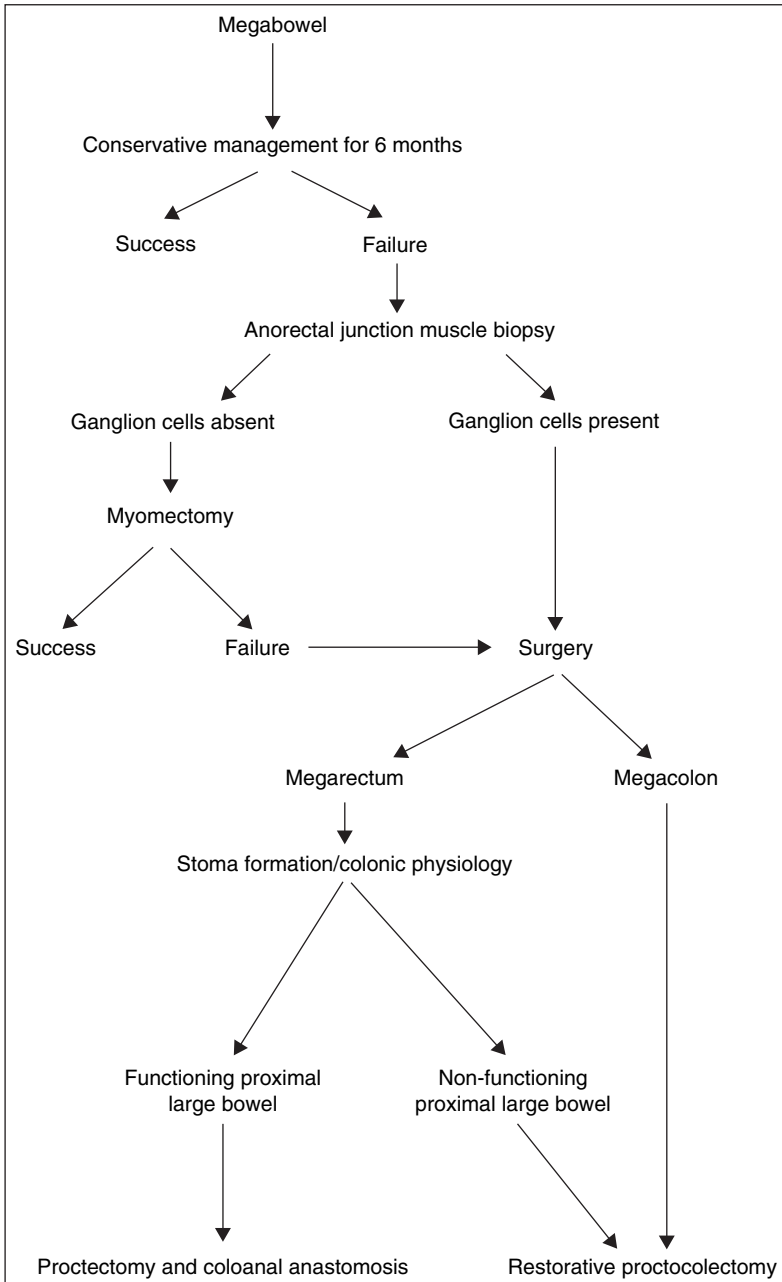 Megabowel
Conservative management for 6 months
Success
Failure
Anorectal junction muscle biopsy
Ganglion cells absent
Ganglion cells present
Myomectomy
Success
Failure
Surgery
Megarectum
Megacolon
Stoma formation/colonic physiology
Functioning proximal
large bowel
Non-functioning
proximal large bowel
Proctectomy and coloanal anastomosis
Restorative proctocolectomy